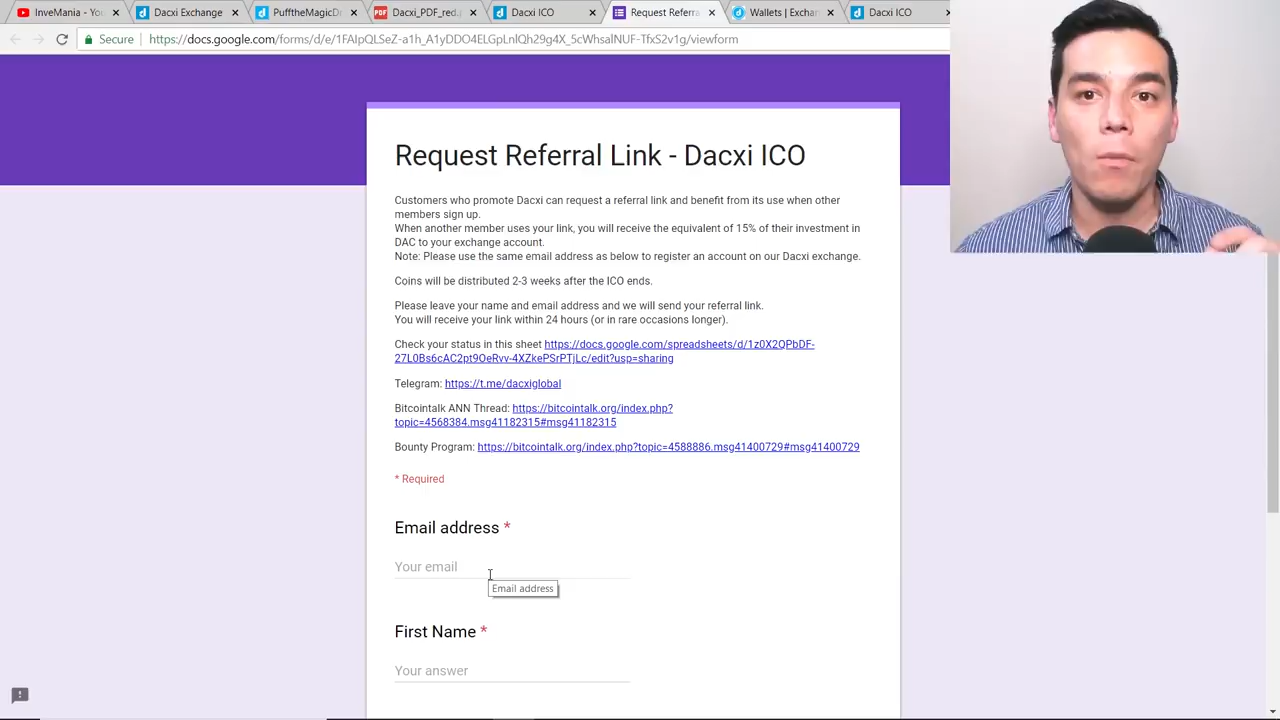 InveMania - You
Dacxi Exchange
PufftheMagicDr
Dacxi_PDF_red
Dacxi ICO
Request Referra
Wallets | Exchan
Dacxi ICO
Secure
https://docs.google.com/forms/d/e/1FAIpQLSeZ-a1h_A1yDDO4ELGpLnlQh29g4X_5cWhsalNUF-TfxS2v1g/viewform
Request Referral Link - Dacxi ICO
Customers who promote Dacxi can request a referral link and benefit from its use when other
members sign up.
When another member uses your link, you will receive the equivalent of 15% of their investment in
DAC to your exchange account.
Note: Please use the same email address as below to register an account on our Dacxi exchange.
Coins will be distributed 2-3 weeks after the ICO ends.
Please leave your name and email address and we will send your referral link.
You will receive your link within 24 hours (or in rare occasions longer).
Check your status in this sheet https://docs.google.com/spreadsheets/d/1z0X2QPbDF-
27L0Bs6cAC2pt9OeRvv-4XZkePSrPTjLc/edit?usp=sharing
Telegram: https://t.me/dacxiglobal
Bitcointalk ANN Thread: https://bitcointalk.org/index.php?
topic=4568384.msg41182315#msg41182315
Bounty Program: https://bitcointalk.org/index.php?topic=4588886.msg41400729#msg41400729
* Required
Email address *
Your email
Email address
First Name *
Your answer